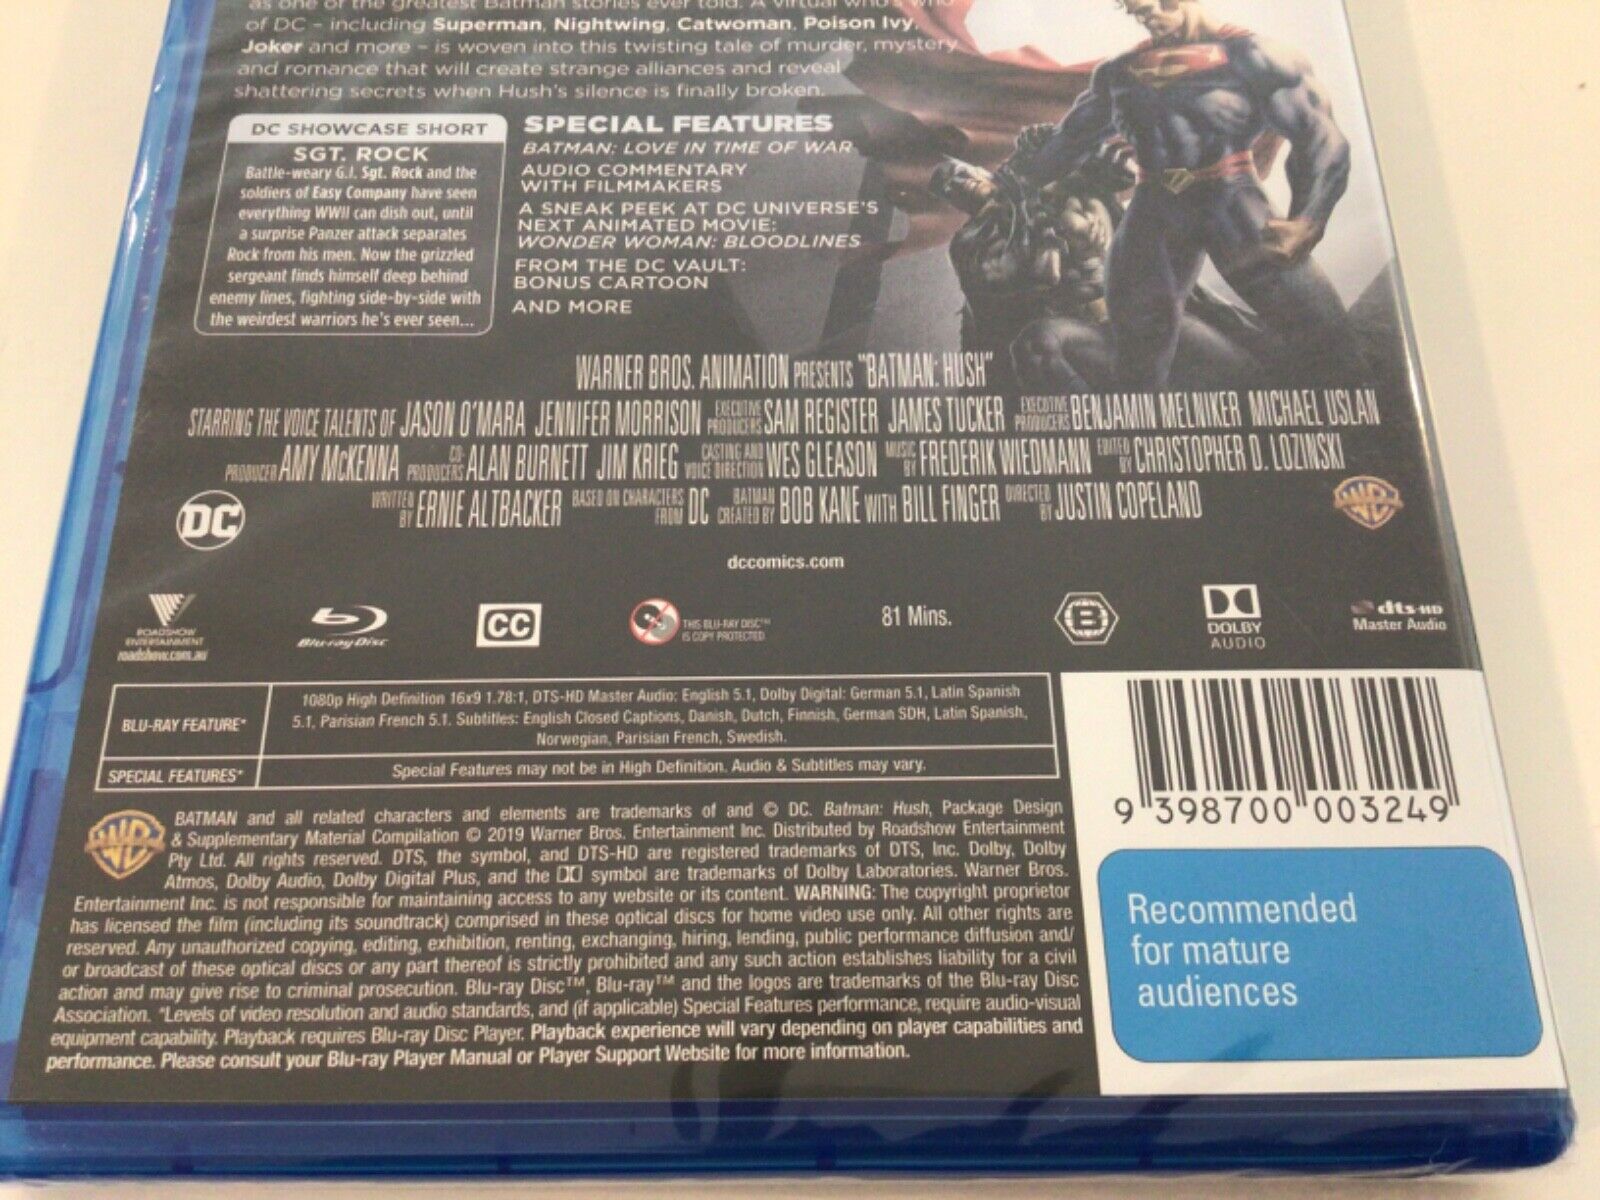 as one of the greatest Batman stories ever told. A virtual who's who
of DC – including Superman, Nightwing, Catwoman, Poison Ivy,
Joker and more – is woven into this twisting tale of murder, mystery
and romance that will create strange alliances and reveal
shattering secrets when Hush's silence is finally broken.
DC SHOWCASE SHORT
SGT. ROCK
Battle-weary G.I. Sgt. Rock and the
soldiers of Easy Company have seen
everything WWII can dish out, until
a surprise Panzer attack separates
Rock from his men. Now the grizzled
sergeant finds himself deep behind
enemy lines, fighting side-by-side with
the weirdest warriors he's ever seen...
SPECIAL FEATURES
BATMAN: LOVE IN TIME OF WAR
AUDIO COMMENTARY
WITH FILMMAKERS
A SNEAK PEEK AT DC UNIVERSE'S
NEXT ANIMATED MOVIE:
WONDER WOMAN: BLOODLINES
FROM THE DC VAULT:
BONUS CARTOON
AND MORE
WARNER BROS. ANIMATION PRESENTS "BATMAN: HUSH"
STARRING THE VOICE TALENTS OF JASON O'MARA JENNIFER MORRISON EXECUTIVE PRODUCERS SAM REGISTER JAMES TUCKER EXECUTIVE PRODUCERS BENJAMIN MELNIKER MICHAEL USLAN
PRODUCER AMY McKENNA CO-PRODUCERS ALAN BURNETT JIM KRIEG CASTING AND VOICE DIRECTION WES GLEASON MUSIC BY FREDERIK WIEDMANN EDITED BY CHRISTOPHER D. LOZINSKI
WRITTEN BY ERNIE ALTBACKER BASED ON CHARACTERS FROM DC BATMAN CREATED BY BOB KANE WITH BILL FINGER DIRECTED BY JUSTIN COPELAND
DC
WB
dccomics.com
ROADSHOW
ENTERTAINMENT
roadshow.com.au
Blu-ray Disc
CC
THIS BLU-RAY DISC™
IS COPY PROTECTED
81 Mins.
B
DOLBY
AUDIO
dts-HD
Master Audio
BLU-RAY FEATURE*
1080p High Definition 16x9 1.78:1, DTS-HD Master Audio: English 5.1, Dolby Digital: German 5.1, Latin Spanish
5.1, Parisian French 5.1. Subtitles: English Closed Captions, Danish, Dutch, Finnish, German SDH, Latin Spanish,
Norwegian, Parisian French, Swedish.
SPECIAL FEATURES*
Special Features may not be in High Definition. Audio & Subtitles may vary.
WB
BATMAN and all related characters and elements are trademarks of and © DC. Batman: Hush, Package Design
& Supplementary Material Compilation © 2019 Warner Bros. Entertainment Inc. Distributed by Roadshow Entertainment
Pty Ltd. All rights reserved. DTS, the symbol, and DTS-HD are registered trademarks of DTS, Inc. Dolby, Dolby
Atmos, Dolby Audio, Dolby Digital Plus, and the symbol are trademarks of Dolby Laboratories. Warner Bros.
Entertainment Inc. is not responsible for maintaining access to any website or its content. WARNING: The copyright proprietor
has licensed the film (including its soundtrack) comprised in these optical discs for home video use only. All other rights are
reserved. Any unauthorized copying, editing, exhibition, renting, exchanging, hiring, lending, public performance diffusion and/
or broadcast of these optical discs or any part thereof is strictly prohibited and any such action establishes liability for a civil
action and may give rise to criminal prosecution. Blu-ray Disc™, Blu-ray™ and the logos are trademarks of the Blu-ray Disc
Association. *Levels of video resolution and audio standards, and (if applicable) Special Features performance, require audio-visual
equipment capability. Playback requires Blu-ray Disc Player. Playback experience will vary depending on player capabilities and
performance. Please consult your Blu-ray Player Manual or Player Support Website for more information.
9 398700 003249
Recommended
for mature
audiences